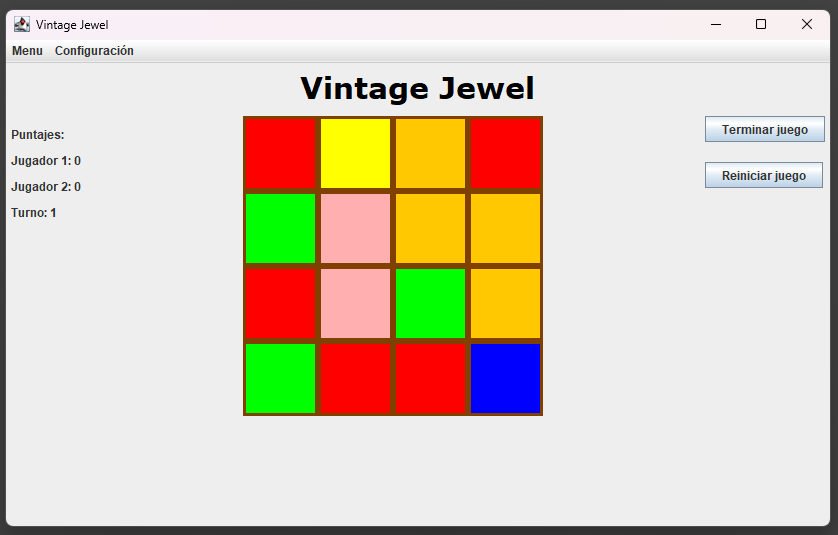 Vintage Jewel
Menu Configuración
Vintage Jewel
Puntajes:
Jugador 1: 0
Jugador 2: 0
Turno: 1
Terminar juego
Reiniciar juego